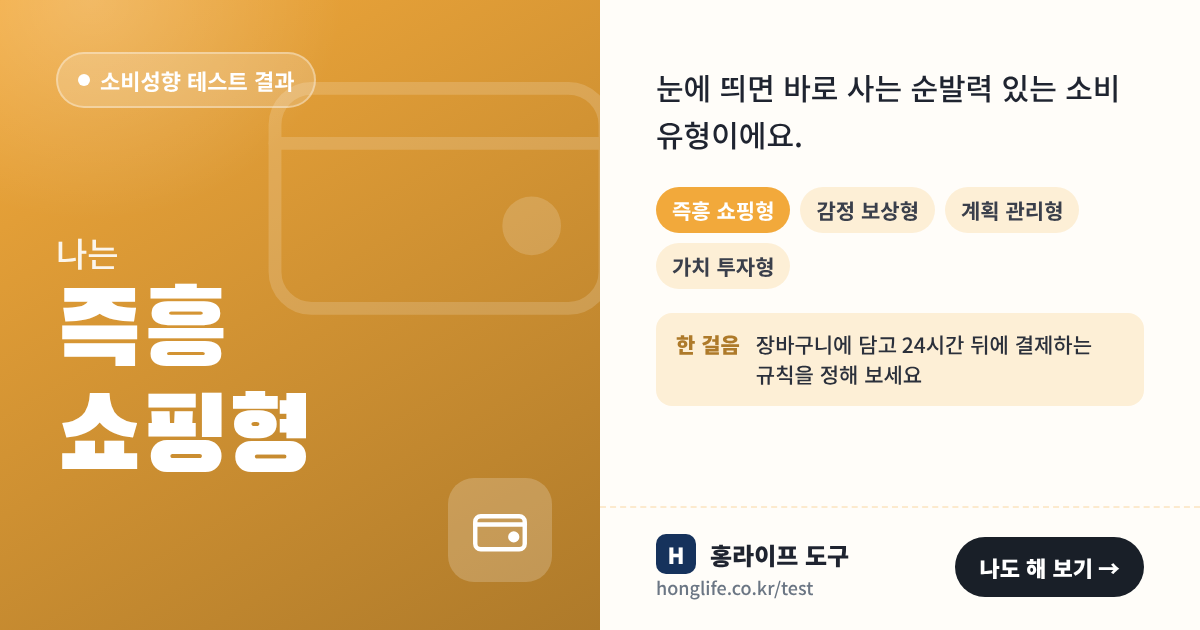 소비성향 테스트 결과
나는
즉흥
쇼핑형
눈에 띄면 바로 사는 순발력 있는 소비
유형이에요.
즉흥 쇼핑형 감정 보상형 계획 관리형
가치 투자형
한 걸음 장바구니에 담고 24시간 뒤에 결제하는
규칙을 정해 보세요
H 홍라이프 도구
honglife.co.kr/test
나도 해 보기 →